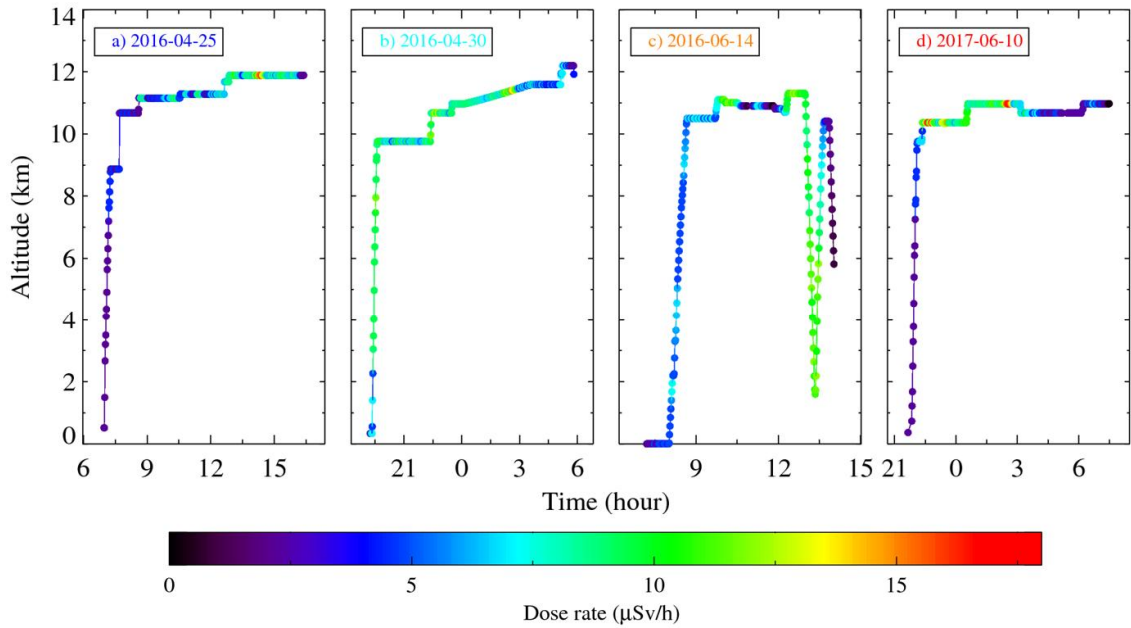 14
12
10
8
6
4
2
0
Altitude (km)
a) 2016-04-25
b) 2016-04-30
c) 2016-06-14
d) 2017-06-10
6 9 12 15
21 0 3 6
9 12 15
21 0 3 6
Time (hour)
0 5 10 15
Dose rate (μSv/h)